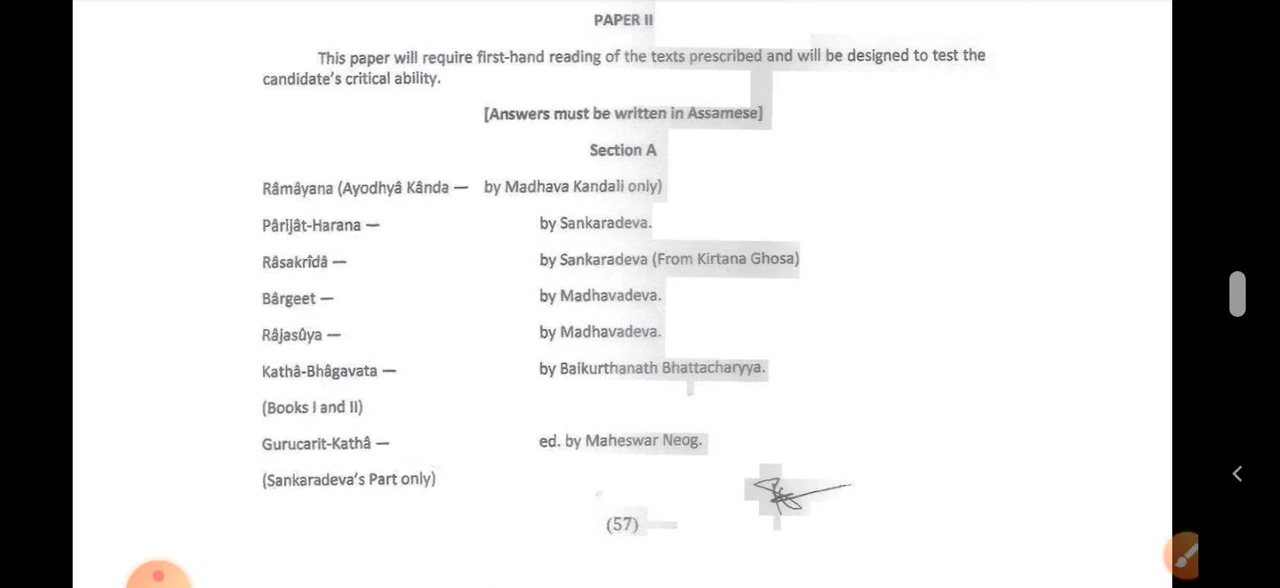 PAPER II
This paper will require first-hand reading of the texts prescribed and will be designed to test the
candidate's critical ability.
[Answers must be written in Assamese]
Section A
Râmâyana (Ayodhyâ Kânda — by Madhava Kandali only)
Pârijât-Harana — by Sankaradeva.
Râsakrîdâ — by Sankaradeva (From Kirtana Ghosa)
Bârgeet — by Madhavadeva.
Râjasûya — by Madhavadeva.
Kathâ-Bhâgavata — by Baikurthanath Bhattacharyya.
(Books I and II)
Gurucarit-Kathâ — ed. by Maheswar Neog.
(Sankaradeva's Part only)
(57)